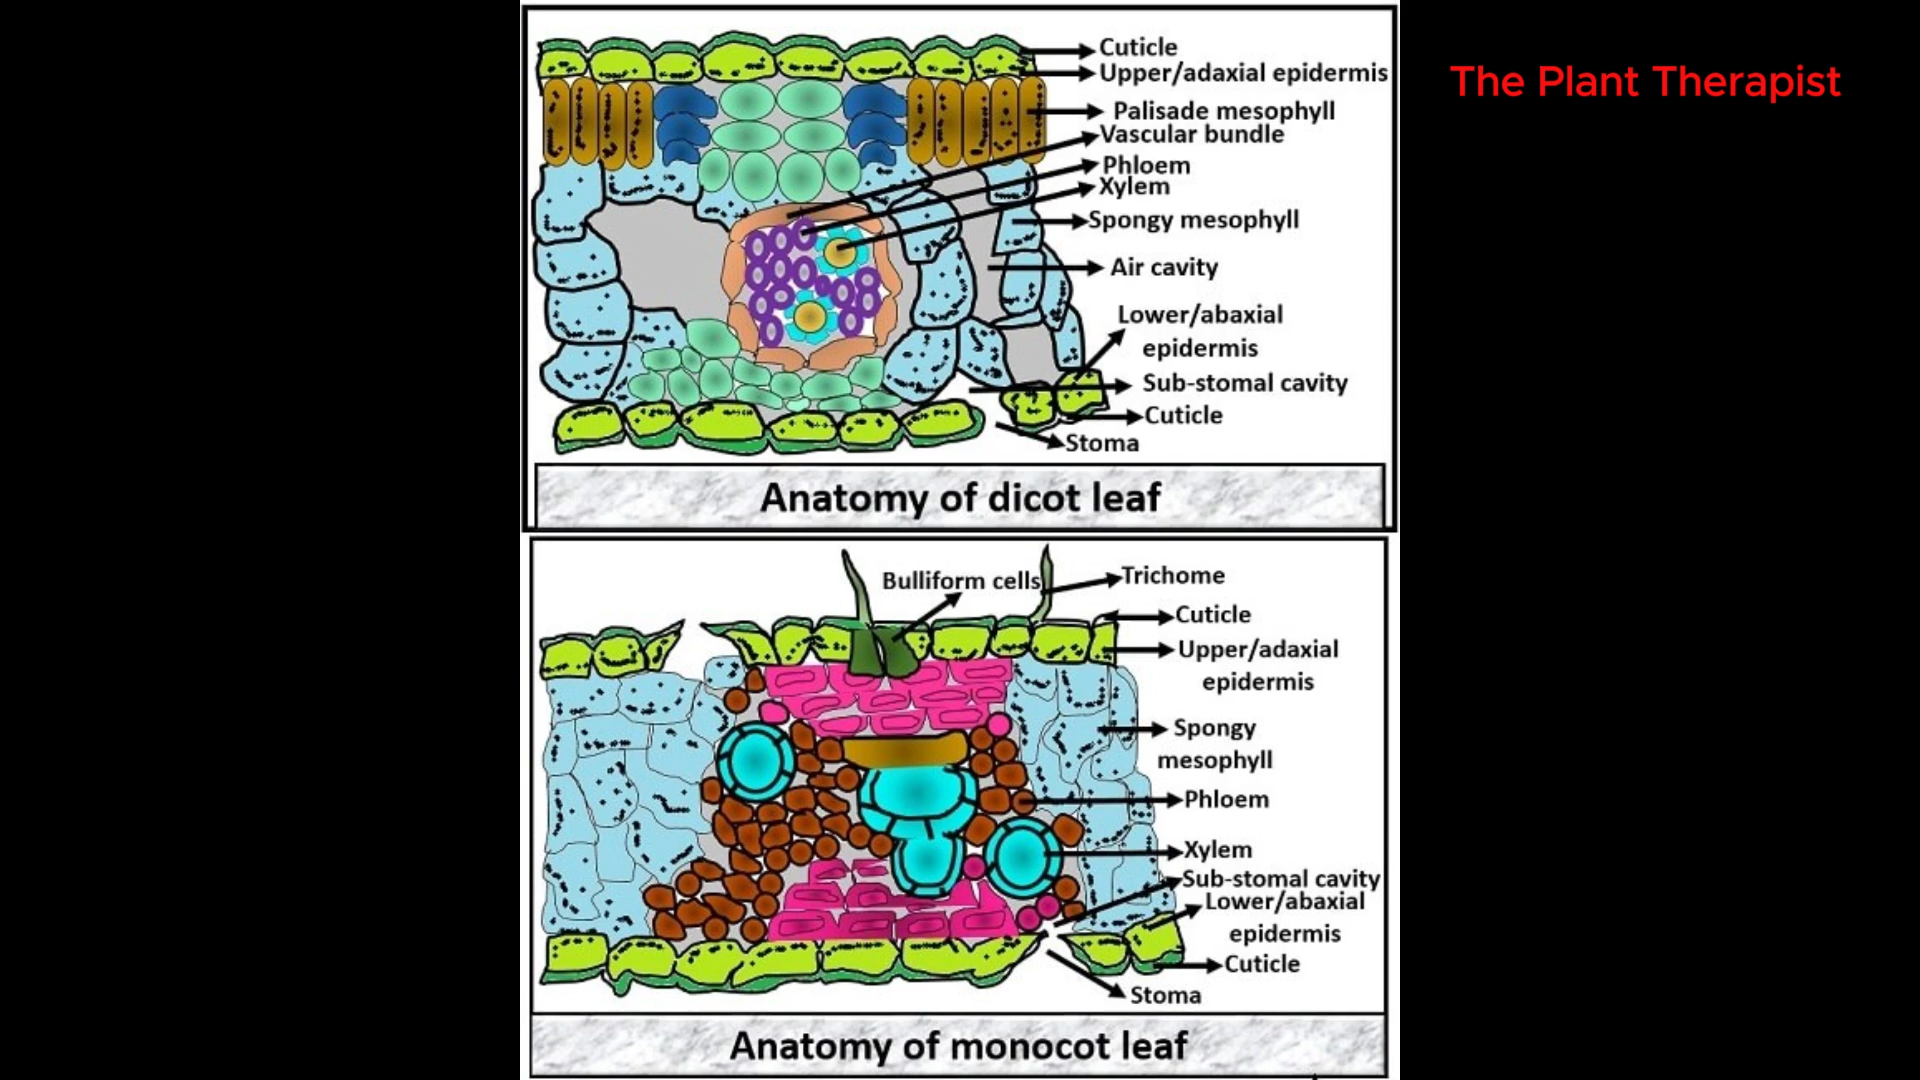 The Plant Therapist
Cuticle
Upper/adaxial epidermis
Palisade mesophyll
Vascular bundle
Phloem
Xylem
Spongy mesophyll
Air cavity
Lower/abaxial
epidermis
Sub-stomal cavity
Cuticle
Stoma
Anatomy of dicot leaf
Bulliform cells
Trichome
Cuticle
Upper/adaxial
epidermis
Spongy
mesophyll
Phloem
Xylem
Sub-stomal cavity
Lower/abaxial
epidermis
Cuticle
Stoma
Anatomy of monocot leaf